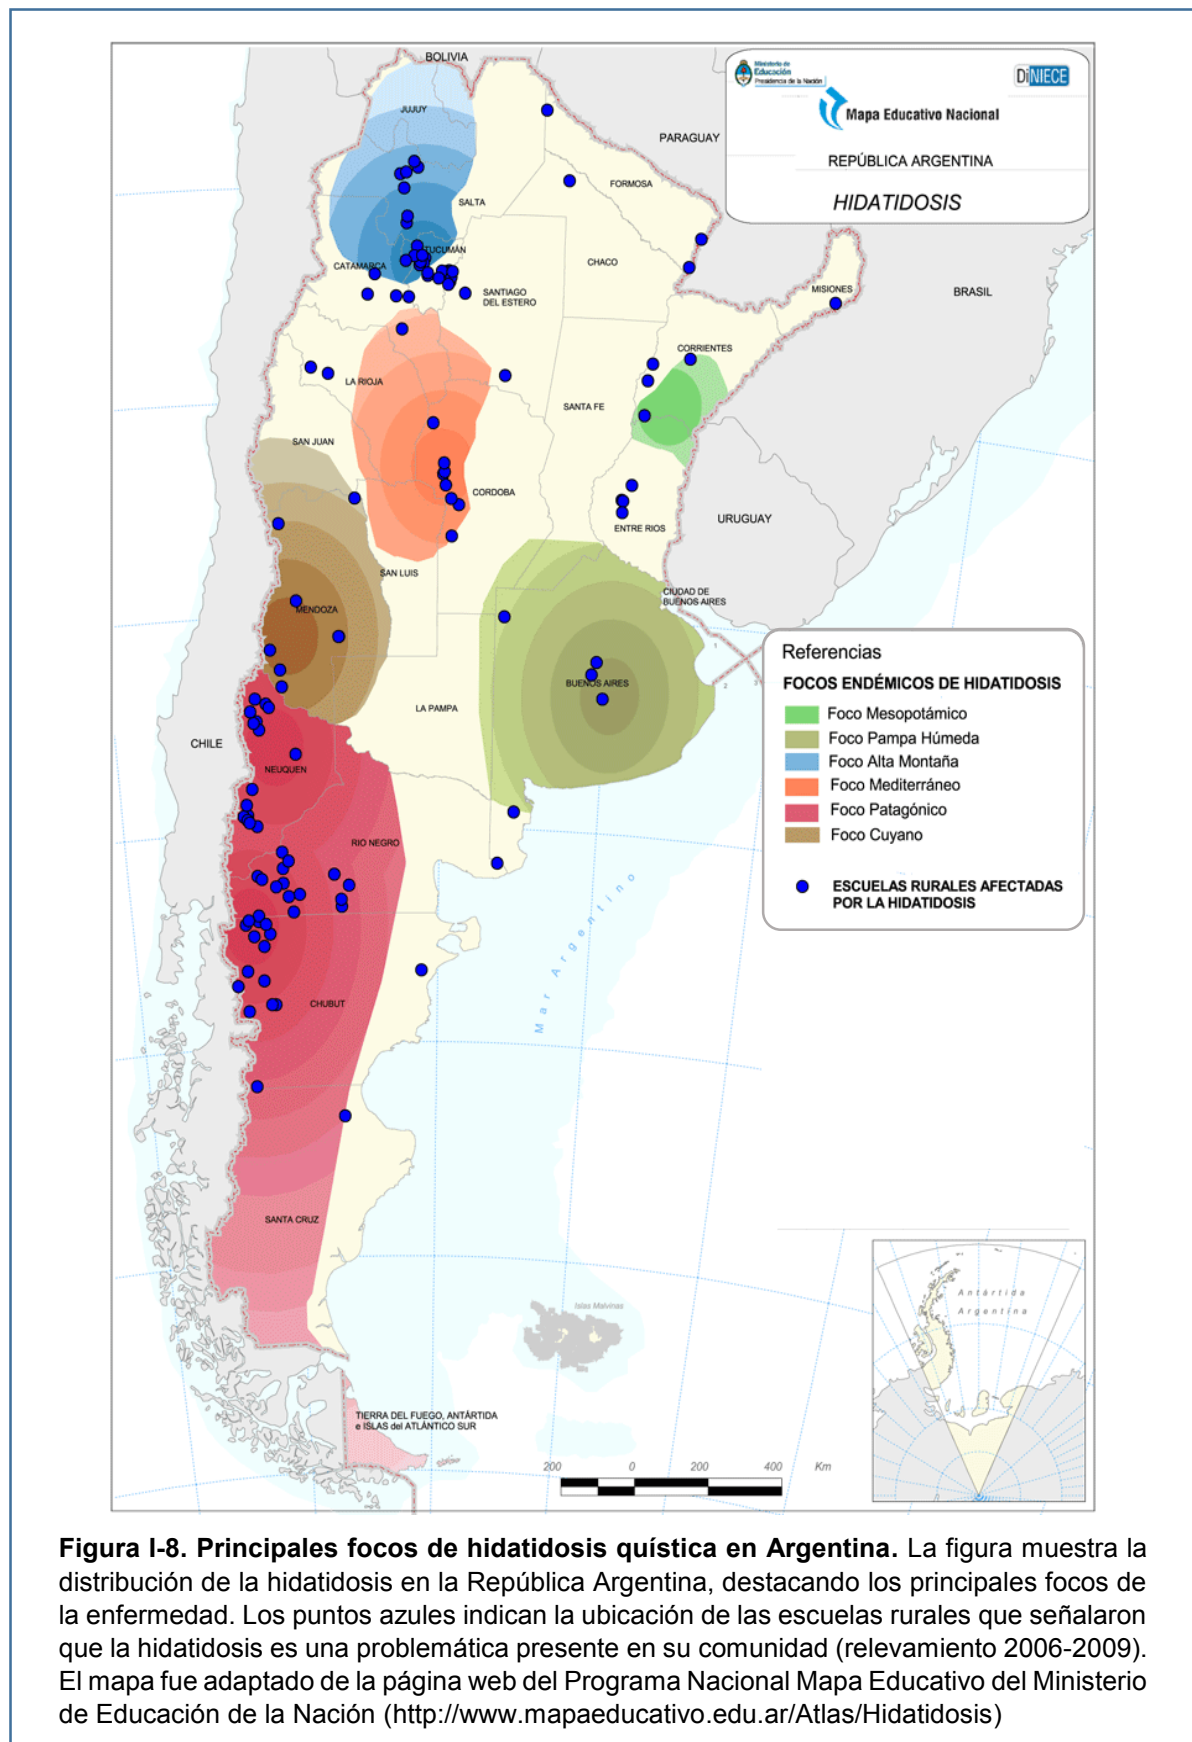 BOLIVIA
Ministerio de
Educación
Presidencia de la Nación
DiNIECE
Mapa Educativo Nacional
REPÚBLICA ARGENTINA
HIDATIDOSIS
JUJUY
PARAGUAY
FORMOSA
SALTA
TUCUMÁN
CHACO
CATAMARCA
SANTIAGO
DEL ESTERO
MISIONES
BRASIL
CORRIENTES
LA RIOJA
SANTA FE
SAN JUAN
CORDOBA
URUGUAY
ENTRE RIOS
SAN LUIS
CIUDAD DE
BUENOS AIRES
MENDOZA
1
2
3
BUENOS AIRES
LA PAMPA
CHILE
NEUQUEN
RIO NEGRO
Mar Argentino
CHUBUT
SANTA CRUZ
Islas Malvinas
TIERRA DEL FUEGO, ANTÁRTIDA
e ISLAS del ATLÁNTICO SUR
Referencias
FOCOS ENDÉMICOS DE HIDATIDOSIS
Foco Mesopotámico
Foco Pampa Húmeda
Foco Alta Montaña
Foco Mediterráneo
Foco Patagónico
Foco Cuyano
ESCUELAS RURALES AFECTADAS
POR LA HIDATIDOSIS
Antártida
Argentina
200 0 200 400 Km
Figura I-8. Principales focos de hidatidosis quística en Argentina. La figura muestra la
distribución de la hidatidosis en la República Argentina, destacando los principales focos de
la enfermedad. Los puntos azules indican la ubicación de las escuelas rurales que señalaron
que la hidatidosis es una problemática presente en su comunidad (relevamiento 2006-2009).
El mapa fue adaptado de la página web del Programa Nacional Mapa Educativo del Ministerio
de Educación de la Nación (http://www.mapaeducativo.edu.ar/Atlas/Hidatidosis)